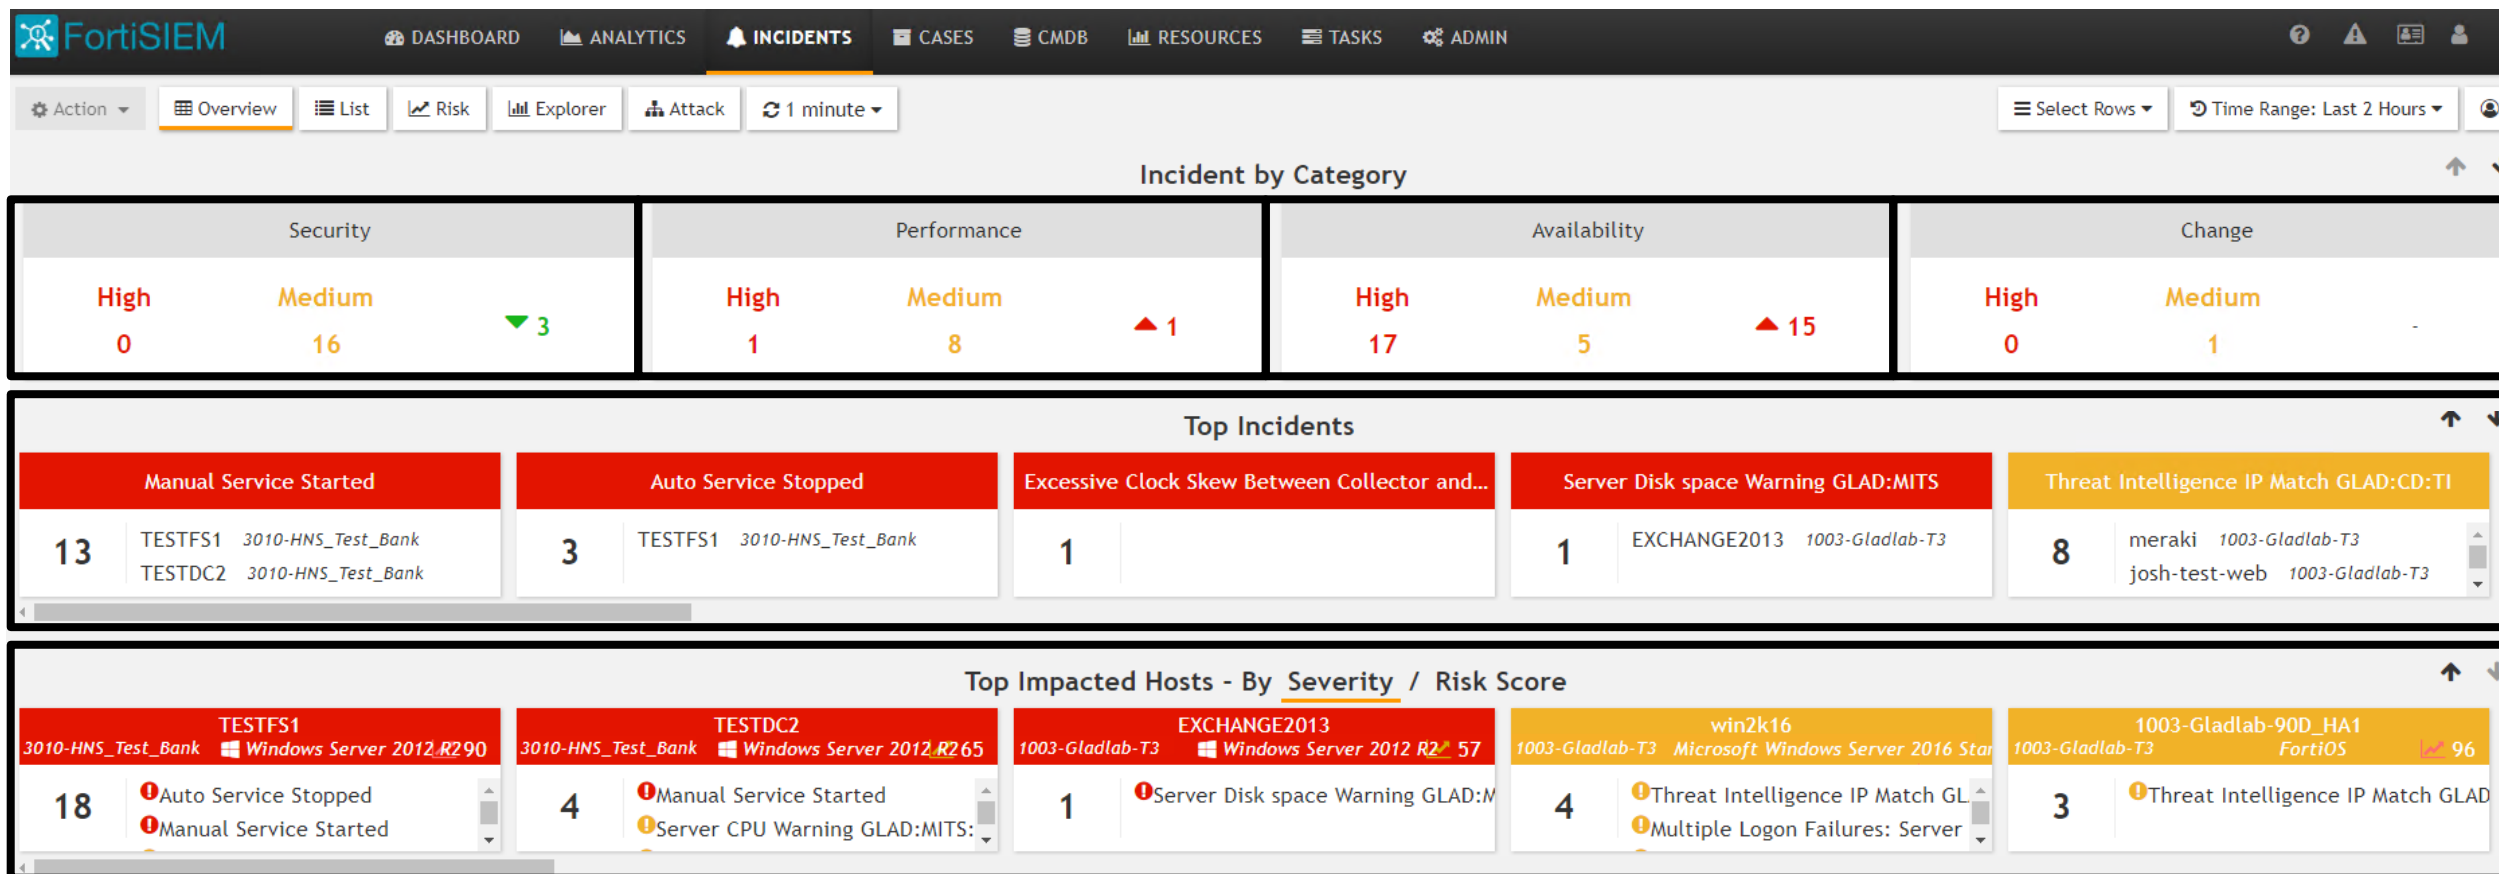 FortiSIEM DASHBOARD ANALYTICS INCIDENTS CASES CMDB RESOURCES TASKS ADMIN
Action Overview List Risk Explorer Attack 1 minute Select Rows Time Range: Last 2 Hours
Incident by Category
Security Performance Availability Change
High Medium High Medium High Medium High Medium
0 16 3 1 8 1 17 5 15 0 1 -
Top Incidents
Manual Service Started Auto Service Stopped Excessive Clock Skew Between Collector and... Server Disk space Warning GLAD:MITS Threat Intelligence IP Match GLAD:CD:TI
13 TESTFS1 3010-HNS_Test_Bank 3 TESTFS1 3010-HNS_Test_Bank 1 1 EXCHANGE2013 1003-Gladlab-T3 8 meraki 1003-Gladlab-T3
TESTDC2 3010-HNS_Test_Bank josh-test-web 1003-Gladlab-T3
Top Impacted Hosts - By Severity / Risk Score
TESTFS1 TESTDC2 EXCHANGE2013 win2k16 1003-Gladlab-90D_HA1
3010-HNS_Test_Bank Windows Server 2012 R2 90 3010-HNS_Test_Bank Windows Server 2012 R2 65 1003-Gladlab-T3 Windows Server 2012 R2 57 1003-Gladlab-T3 Microsoft Windows Server 2016 Stan 1003-Gladlab-T3 FortiOS 96
18 Auto Service Stopped 4 Manual Service Started 1 Server Disk space Warning GLAD:M 4 Threat Intelligence IP Match GL 3 Threat Intelligence IP Match GLAD
Manual Service Started Server CPU Warning GLAD:MITS: Multiple Logon Failures: Server